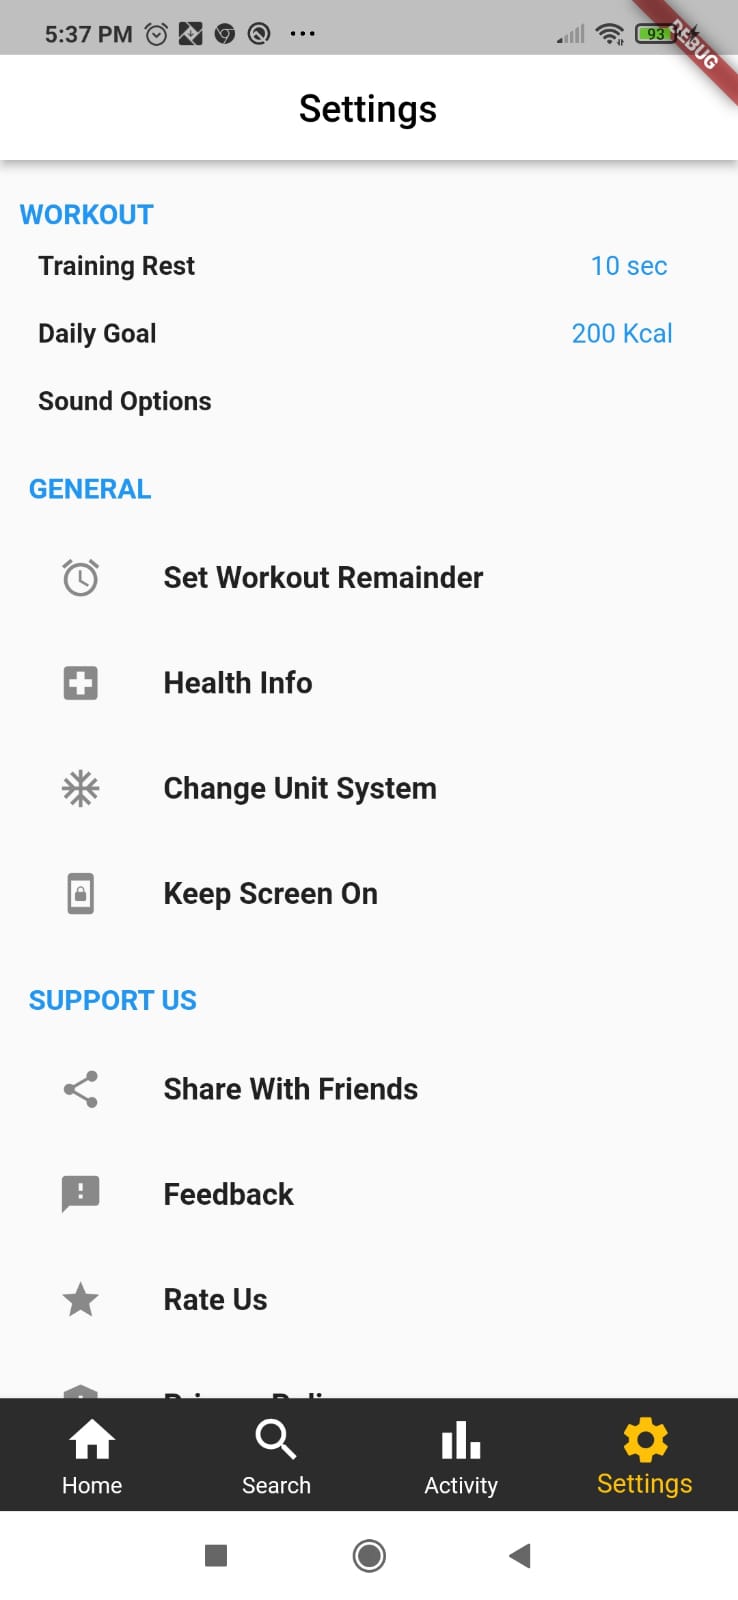 5:37 PM
93
DEBUG
Settings
WORKOUT
Training Rest
10 sec
Daily Goal
200 Kcal
Sound Options
GENERAL
Set Workout Remainder
Health Info
Change Unit System
Keep Screen On
SUPPORT US
Share With Friends
Feedback
Rate Us
Home
Search
Activity
Settings